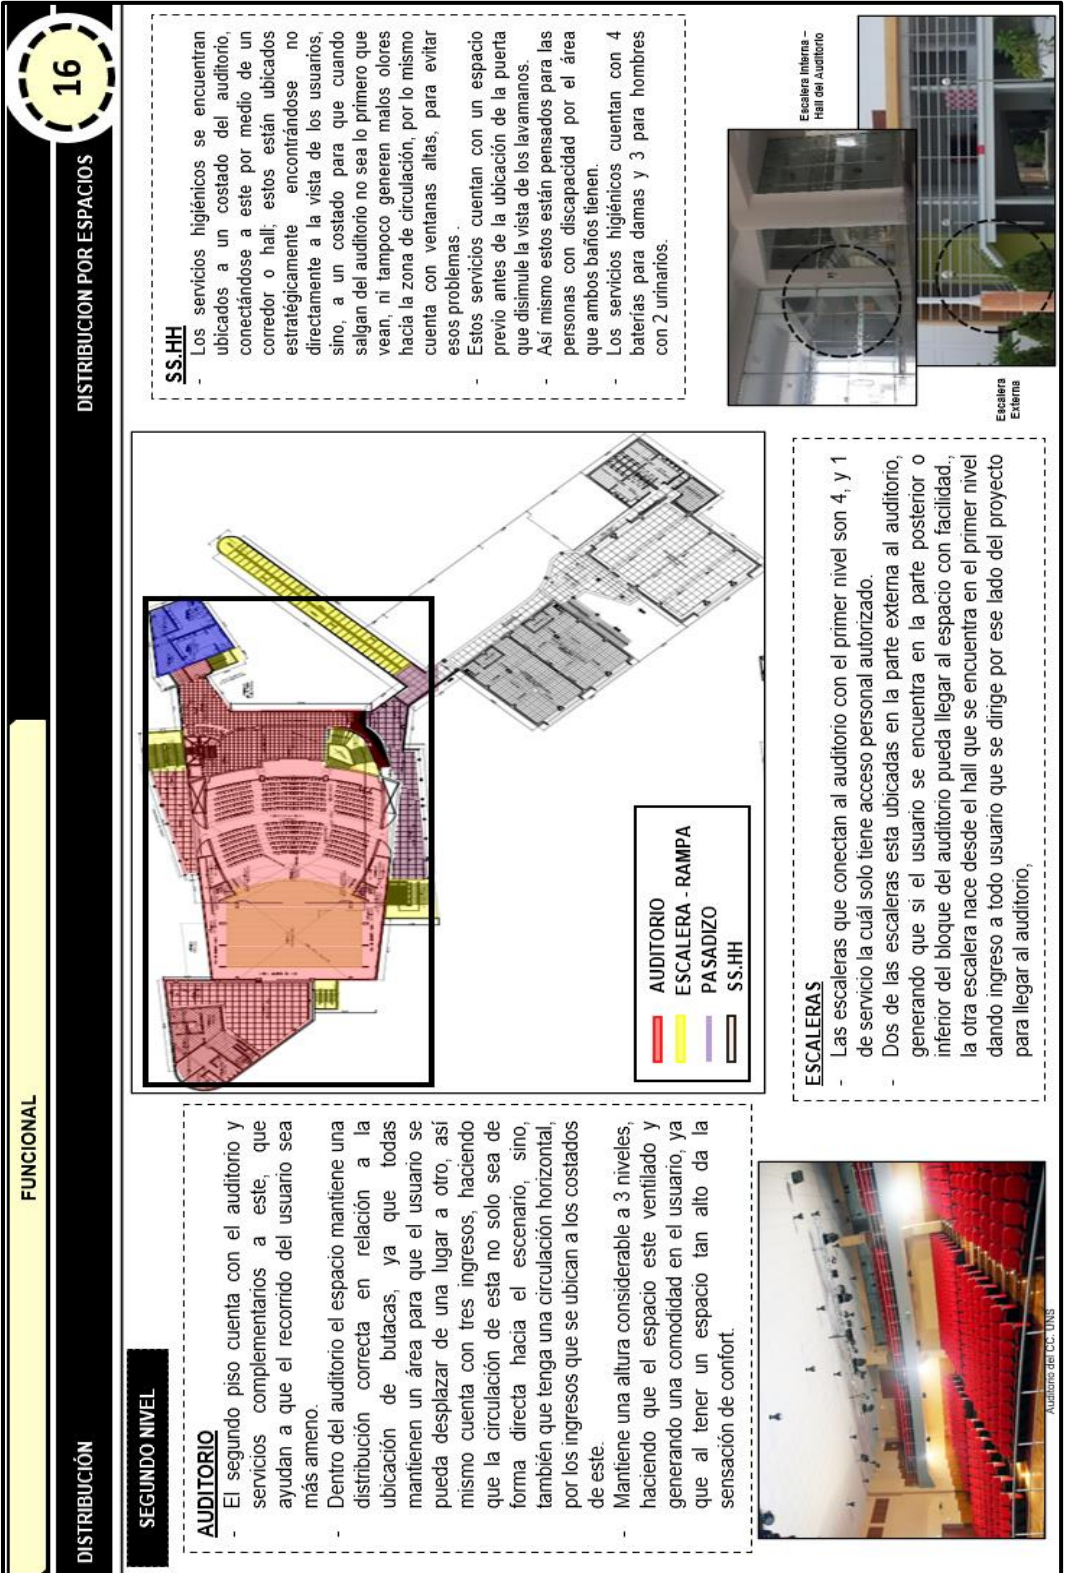 FUNCIONAL
DISTRIBUCIÓN
DISTRIBUCION POR ESPACIOS
16
SEGUNDO NIVEL
AUDITORIO
- El segundo piso cuenta con el auditorio y
servicios complementarios a este, que
ayudan a que el recorrido del usuario sea
más ameno.
- Dentro del auditorio el espacio mantiene una
distribución correcta en relación a la
ubicación de butacas, ya que todas
mantienen un área para que el usuario se
pueda desplazar de una lugar a otro, así
mismo cuenta con tres ingresos, haciendo
que la circulación de esta no solo sea de
forma directa hacia el escenario, sino,
también que tenga una circulación horizontal,
por los ingresos que se ubican a los costados
de este.
- Mantiene una altura considerable a 3 niveles,
haciendo que el espacio este ventilado y
generando una comodidad en el usuario, ya
que al tener un espacio tan alto da la
sensación de confort.
Auditorio del CC. UNS
AUDITORIO
ESCALERA - RAMPA
PASADIZO
SS.HH
ESCALERAS
- Las escaleras que conectan al auditorio con el primer nivel son 4, y 1
de servicio la cuál solo tiene acceso personal autorizado.
- Dos de las escaleras esta ubicadas en la parte externa al auditorio,
generando que si el usuario se encuentra en la parte posterior o
inferior del bloque del auditorio pueda llegar al espacio con facilidad.,
la otra escalera nace desde el hall que se encuentra en el primer nivel
dando ingreso a todo usuario que se dirige por ese lado del proyecto
para llegar al auditorio,
SS.HH
- Los servicios higiénicos se encuentran
ubicados a un costado del auditorio,
conectándose a este por medio de un
corredor o hall; estos están ubicados
estratégicamente encontrándose no
directamente a la vista de los usuarios,
sino, a un costado para que cuando
salgan del auditorio no sea lo primero que
vean, ni tampoco generen malos olores
hacia la zona de circulación, por lo mismo
cuenta con ventanas altas, para evitar
esos problemas .
- Estos servicios cuentan con un espacio
previo antes de la ubicación de la puerta
que disimule la vista de los lavamanos.
- Así mismo estos están pensados para las
personas con discapacidad por el área
que ambos baños tienen.
- Los servicios higiénicos cuentan con 4
baterías para damas y 3 para hombres
con 2 urinarios.
Escalera Interna –
Hall del Auditorio
Escalera
Externa